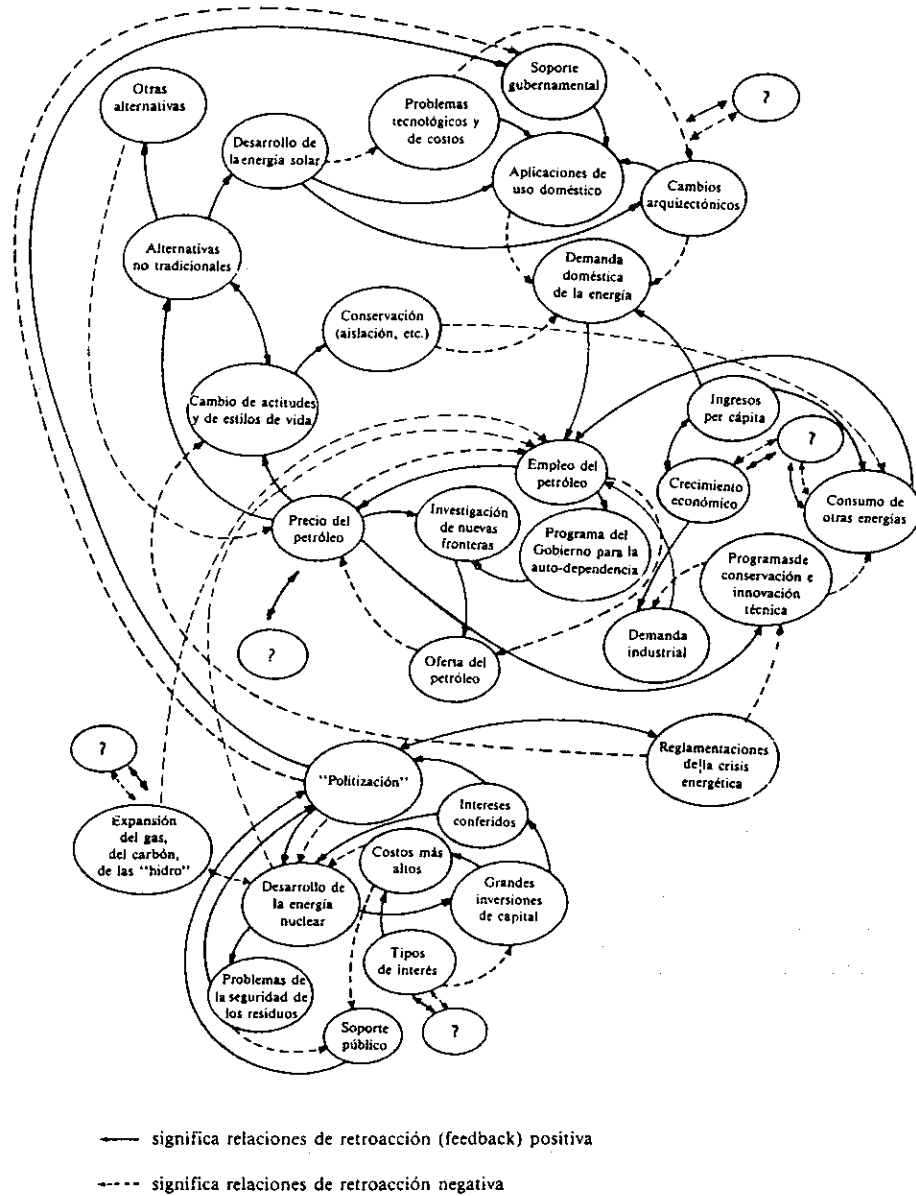 Soporte
gubernamental
Otras
alternativas
Problemas
tecnológicos y
de costos
?
Desarrollo de
la energía solar
Aplicaciones de
uso doméstico
Cambios
arquitectónicos
Alternativas
no tradicionales
Demanda
doméstica
de la energía
Conservación
(aislación, etc.)
Cambio de actitudes
y de estilos de vida
Ingresos
per cápita
?
Empleo del
petróleo
Crecimiento
económico
Consumo de
otras energías
Precio del
petróleo
Investigación
de nuevas
fronteras
Programa del
Gobierno para la
auto-dependencia
Programas de
conservación e
innovación
técnica
?
Oferta del
petróleo
Demanda
industrial
?
"Politización"
Reglamentaciones
de la crisis
energética
Expansión
del gas,
del carbón,
de las "hidro"
Intereses
conferidos
Costos más
altos
Desarrollo de
la energía
nuclear
Grandes
inversiones
de capital
Tipos
de interés
Problemas de
la seguridad de
los residuos
Soporte
público
?
significa relaciones de retroacción (feedback) positiva
significa relaciones de retroacción negativa